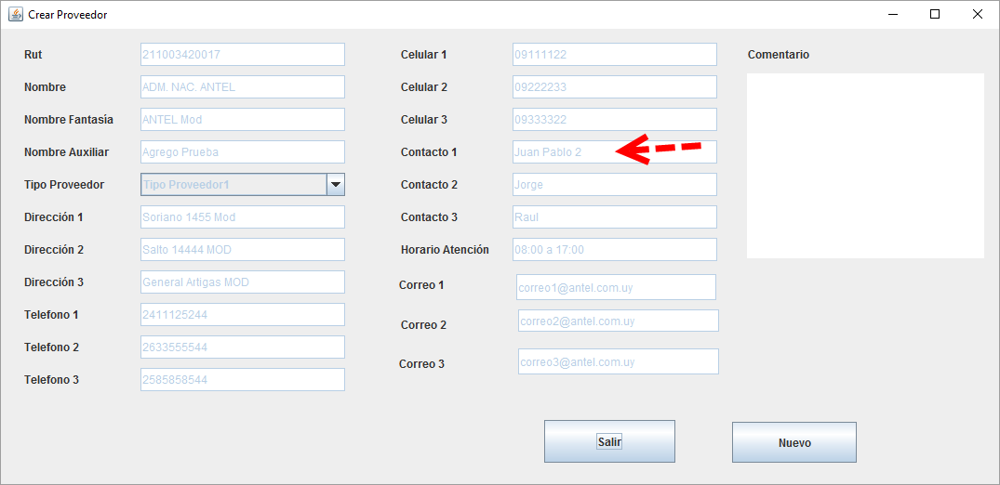 Crear Proveedor
Rut 211003420017
Nombre ADM. NAC. ANTEL
Nombre Fantasía ANTEL Mod
Nombre Auxiliar Agrego Prueba
Tipo Proveedor Tipo Proveedor1
Dirección 1 Soriano 1455 Mod
Dirección 2 Salto 14444 MOD
Dirección 3 General Artigas MOD
Telefono 1 2411125244
Telefono 2 2633555544
Telefono 3 2585858544
Celular 1 09111122
Celular 2 09222233
Celular 3 09333322
Contacto 1 Juan Pablo 2
Contacto 2 Jorge
Contacto 3 Raul
Horario Atención 08:00 a 17:00
Correo 1 correo1@antel.com.uy
Correo 2 correo2@antel.com.uy
Correo 3 correo3@antel.com.uy
Comentario
Salir
Nuevo